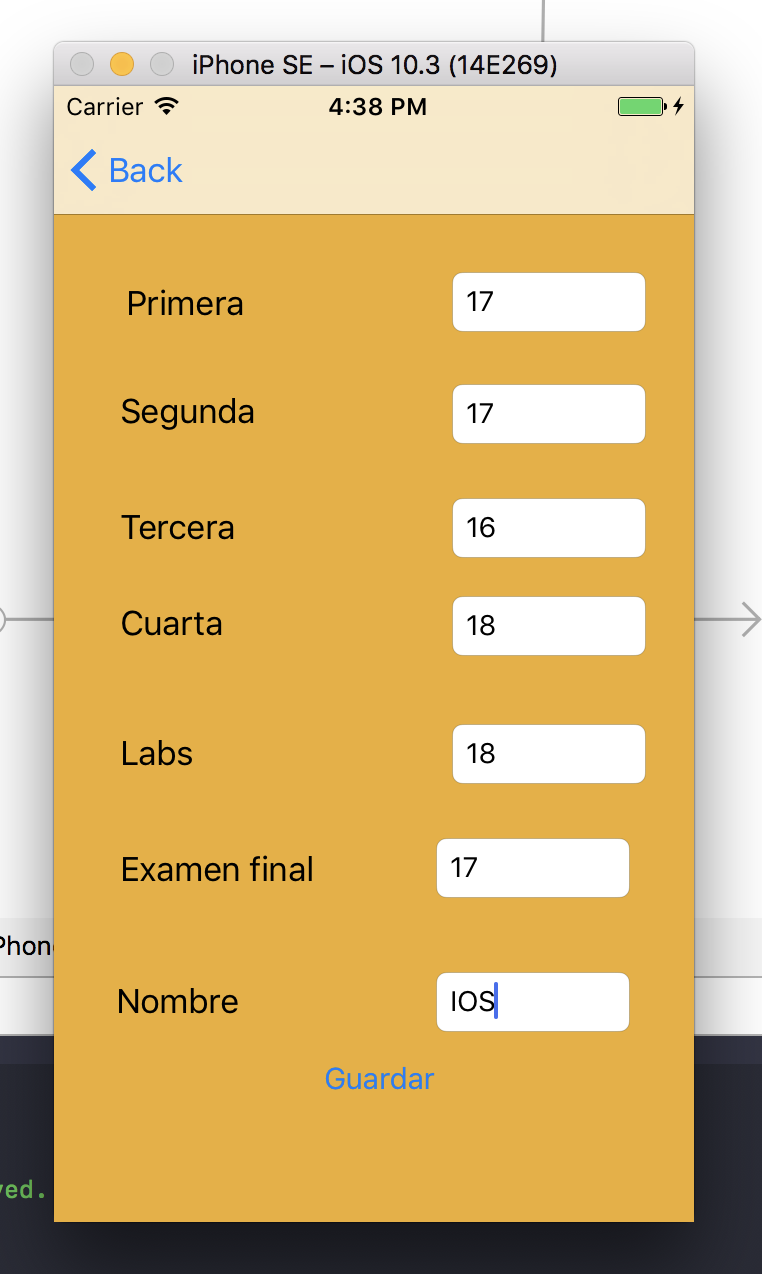 iPhone SE – iOS 10.3 (14E269)
Carrier 4:38 PM
Back
Primera 17
Segunda 17
Tercera 16
Cuarta 18
Labs 18
Examen final 17
Phon
Nombre IOS
Guardar
ved.